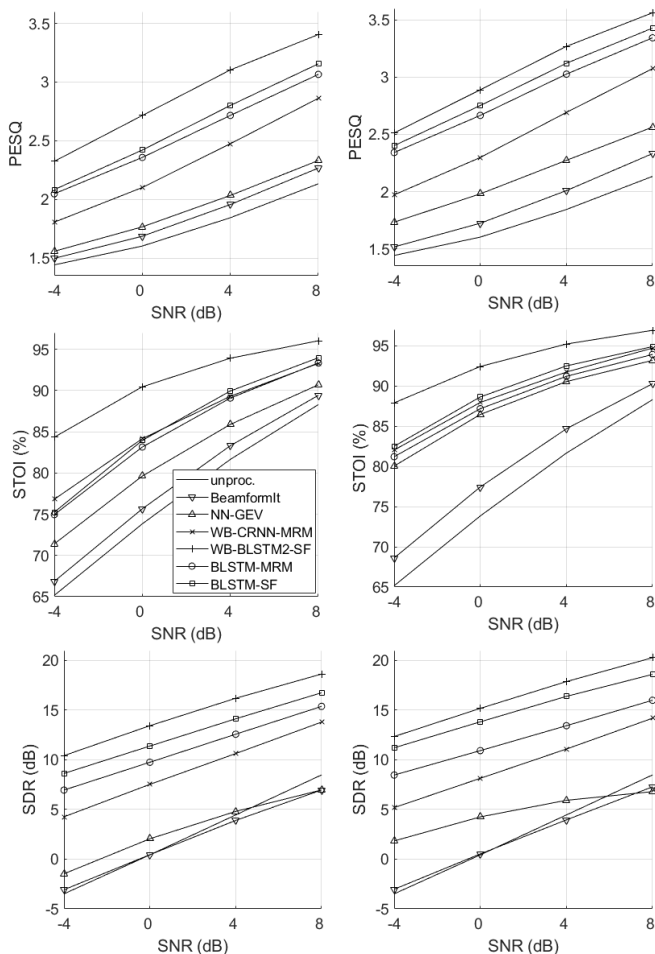 3.5
3
2.5
2
1.5
PESQ
-4 0 4 8
SNR (dB)
3.5
3
2.5
2
1.5
PESQ
-4 0 4 8
SNR (dB)
95
90
85
80
75
70
65
STOI (%)
unproc.
BeamformIt
NN-GEV
WB-CRNN-MRM
WB-BLSTM2-SF
BLSTM-MRM
BLSTM-SF
-4 0 4 8
SNR (dB)
95
90
85
80
75
70
65
STOI (%)
-4 0 4 8
SNR (dB)
20
15
10
5
0
-5
SDR (dB)
-4 0 4 8
SNR (dB)
20
15
10
5
0
-5
SDR (dB)
-4 0 4 8
SNR (dB)